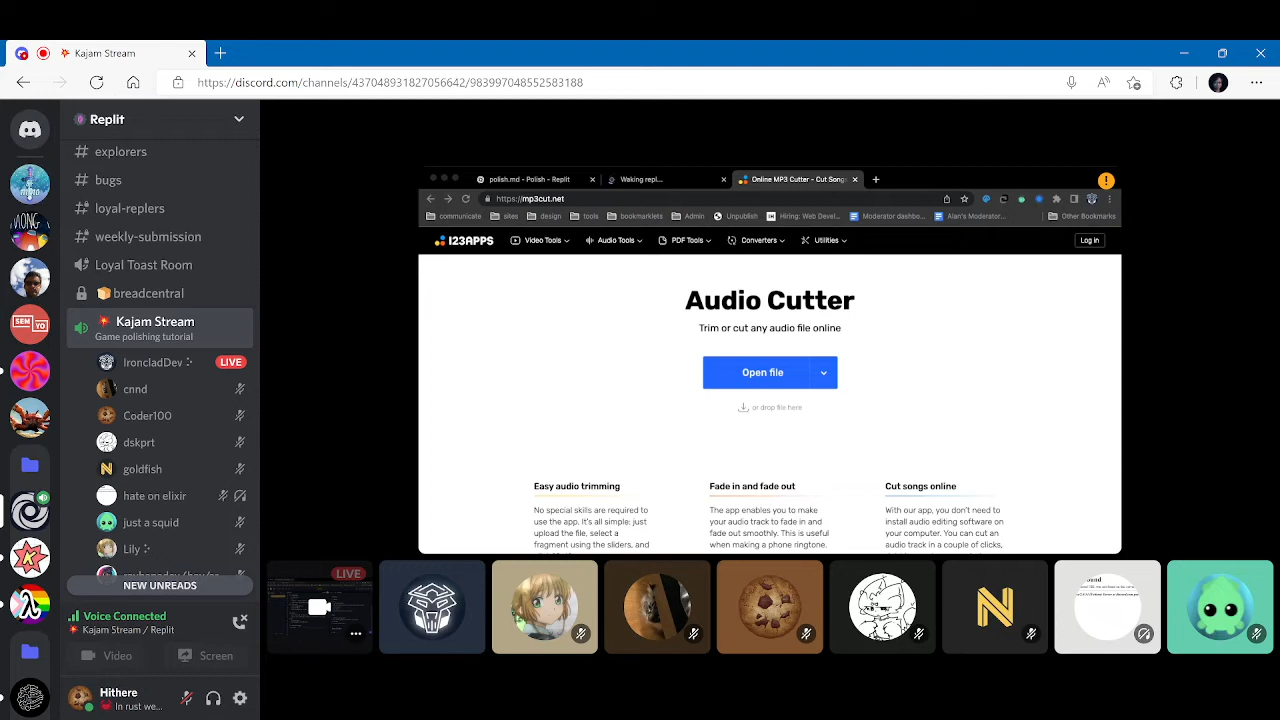 Kajam Stream
https://discord.com/channels/437048931827056642/983997048552583188
Replit
# explorers
# bugs
# loyal-replers
# weekly-submission
Loyal Toast Room
breadcentral
Kajam Stream
Game polishing tutorial
IroncladDev
LIVE
cnnd
Coder100
dskprt
goldfish
hate on elixir
just a squid
Lily
NEW UNREADS
Voice Connected
Kajam Stream / Replit
Video
Screen
Hithere
In rust we...
AONG
SEM
YO
polish.md - Polish - Replit
Waking repl...
Online MP3 Cutter - Cut Songs
https://mp3cut.net
communicate
sites
design
tools
bookmarklets
Admin
Unpublish
Hiring: Web Devel...
Moderator dashbo...
Alan's Moderator...
Other Bookmarks
123APPS
Video Tools
Audio Tools
PDF Tools
Converters
Utilities
Log in
Audio Cutter
Trim or cut any audio file online
Open file
or drop file here
Easy audio trimming
No special skills are required to
use the app. It's all simple: just
upload the file, select a
fragment using the sliders, and
Fade in and fade out
The app enables you to make
your audio track to fade in and
fade out smoothly. This is useful
when making a phone ringtone.
Cut songs online
With our app, you don't need to
install audio editing software on
your computer. You can cut an
audio track in a couple of clicks,
LIVE
N